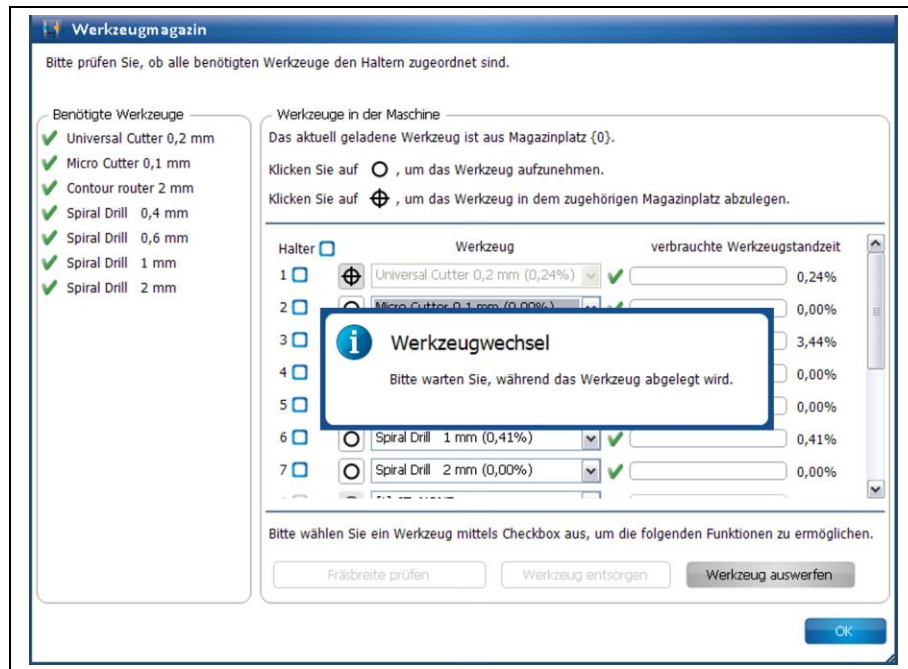 Werkzeugmagazin
Bitte prüfen Sie, ob alle benötigten Werkzeuge den Haltern zugeordnet sind.
Benötigte Werkzeuge
Universal Cutter 0,2 mm
Micro Cutter 0,1 mm
Contour router 2 mm
Spiral Drill 0,4 mm
Spiral Drill 0,6 mm
Spiral Drill 1 mm
Spiral Drill 2 mm
Werkzeuge in der Maschine
Das aktuell geladene Werkzeug ist aus Magazinplatz {0}.
Klicken Sie auf , um das Werkzeug aufzunehmen.
Klicken Sie auf , um das Werkzeug in dem zugehörigen Magazinplatz abzulegen.
Halter Werkzeug verbrauchte Werkzeugstandzeit
1 Universal Cutter 0,2 mm (0,24%) 0,24%
2 Micro Cutter 0,1 mm (0,00%) 0,00%
3 3,44%
4 0,00%
5 0,00%
Werkzeugwechsel
Bitte warten Sie, während das Werkzeug abgelegt wird.
6 Spiral Drill 1 mm (0,41%) 0,41%
7 Spiral Drill 2 mm (0,00%) 0,00%
Bitte wählen Sie ein Werkzeug mittels Checkbox aus, um die folgenden Funktionen zu ermöglichen.
Fräsbreite prüfen Werkzeug entsorgen Werkzeug auswerfen
OK